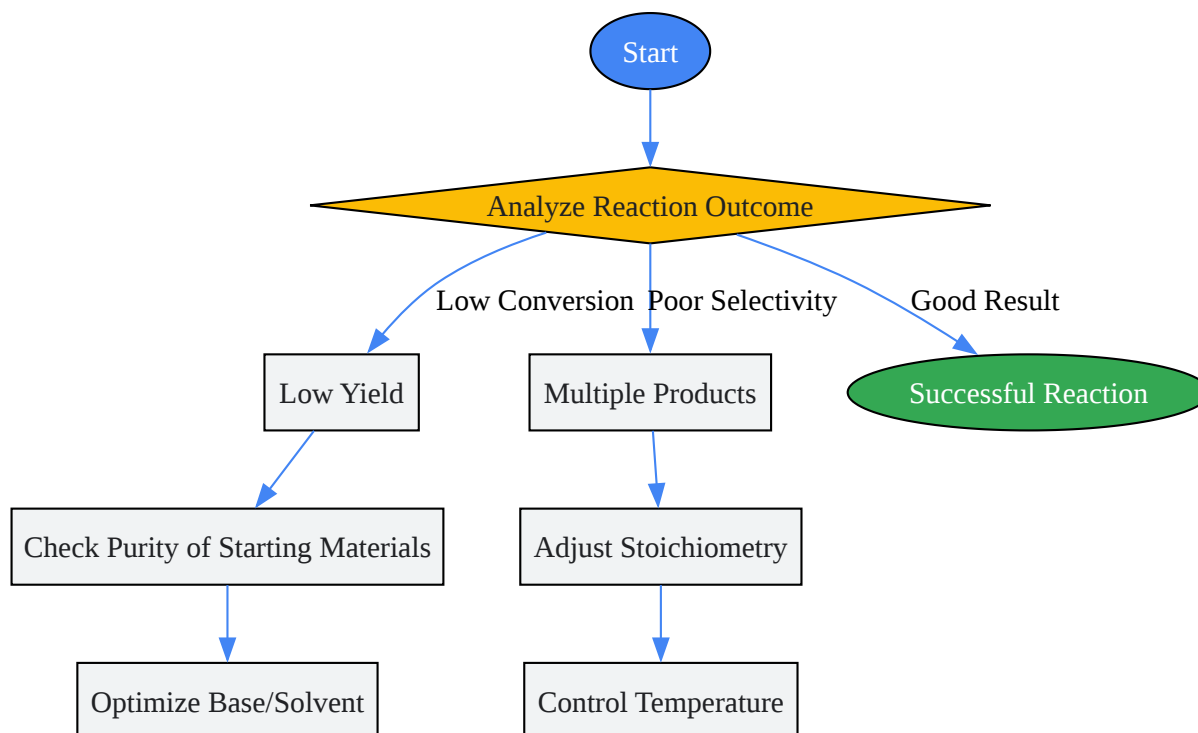 Start
Analyze Reaction Outcome
Low Conversion
Poor Selectivity
Good Result
Low Yield
Multiple Products
Successful Reaction
Check Purity of Starting Materials
Adjust Stoichiometry
Optimize Base/Solvent
Control Temperature